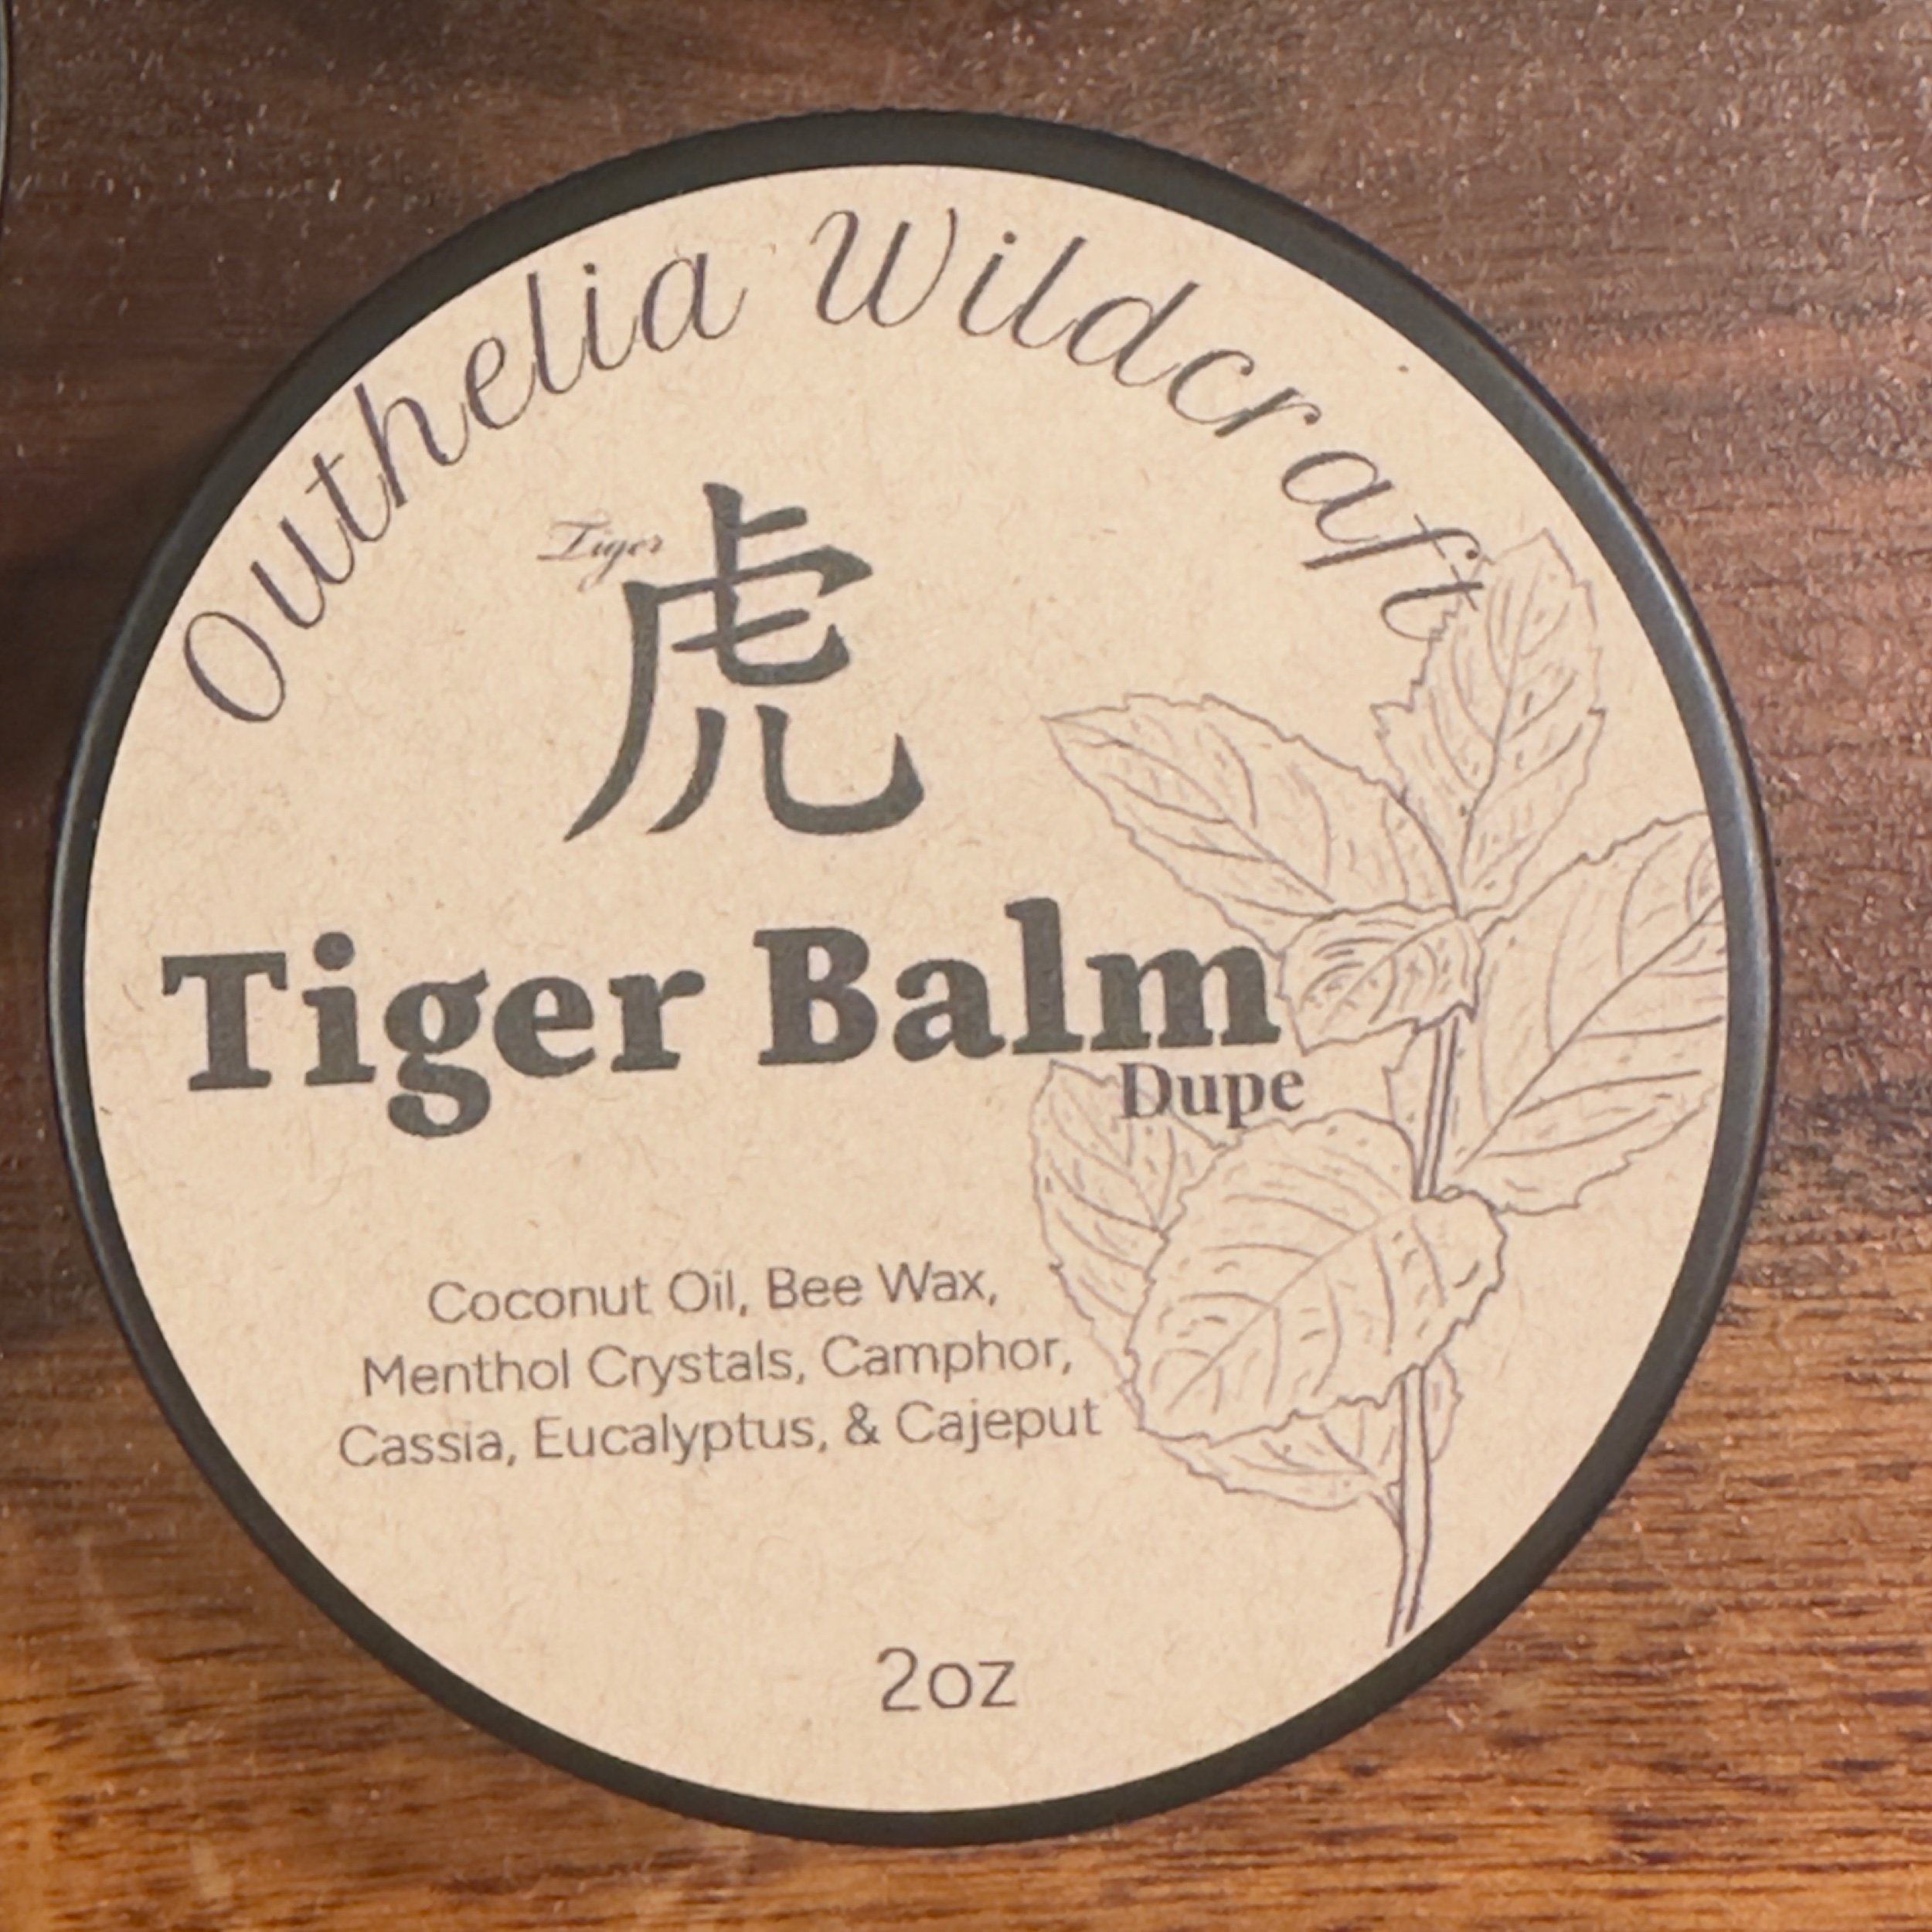 Outhelia Wildcraft
Tiger
虎
Tiger Balm
Dupe
Coconut Oil, Bee Wax,
Menthol Crystals, Camphor,
Cassia, Eucalyptus, & Cajeput
2oz